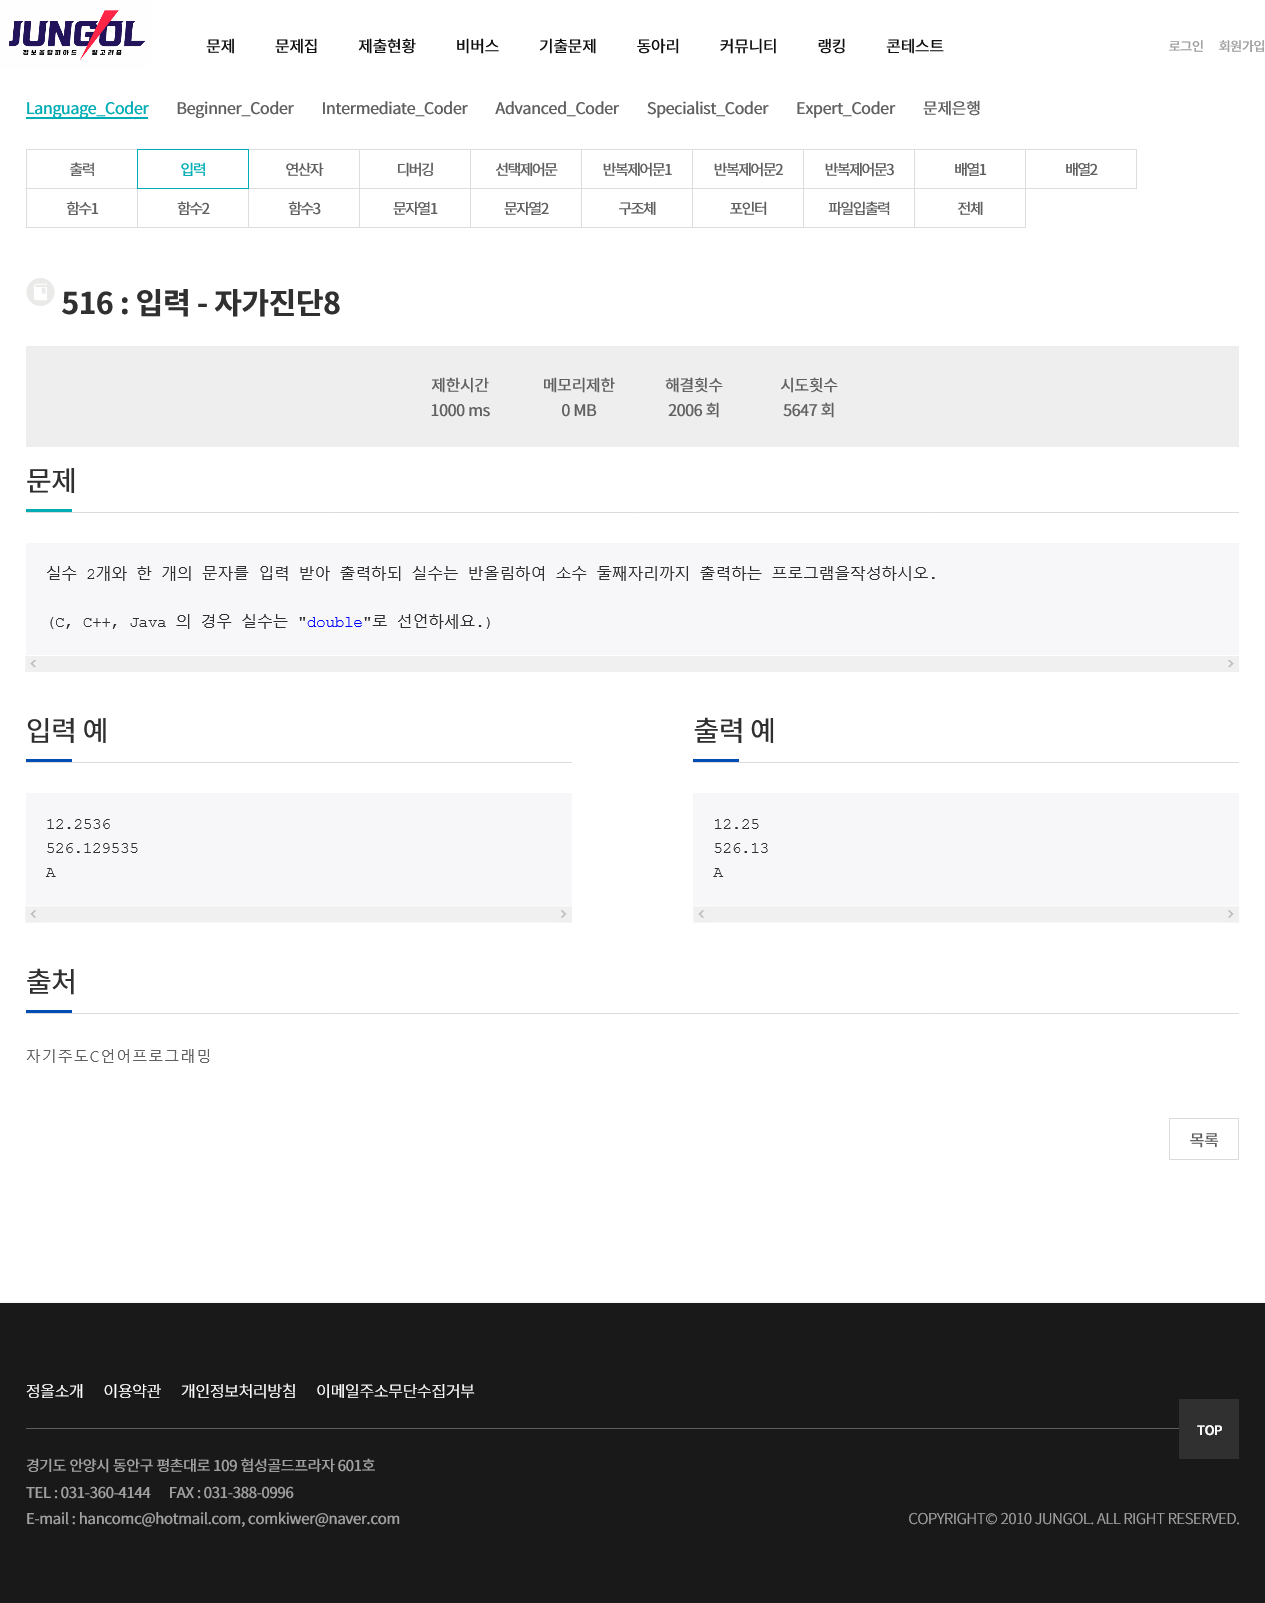 JUNGOL
정보올림피아드 알고리즘
문제 문제집 제출현황 비버스 기출문제 동아리 커뮤니티 랭킹 콘테스트 로그인 회원가입
Language_Coder Beginner_Coder Intermediate_Coder Advanced_Coder Specialist_Coder Expert_Coder 문제은행
출력 입력 연산자 디버깅 선택제어문 반복제어문1 반복제어문2 반복제어문3 배열1 배열2
함수1 함수2 함수3 문자열1 문자열2 구조체 포인터 파일입출력 전체
516 : 입력 - 자가진단8
제한시간 메모리제한 해결횟수 시도횟수
1000 ms 0 MB 2006 회 5647 회
문제
실수 2개와 한 개의 문자를 입력 받아 출력하되 실수는 반올림하여 소수 둘째자리까지 출력하는 프로그램을작성하시오.
(C, C++, Java 의 경우 실수는 "double"로 선언하세요.)
입력 예
12.2536
526.129535
A
출력 예
12.25
526.13
A
출처
자기주도C언어프로그래밍
목록
정올소개 이용약관 개인정보처리방침 이메일주소무단수집거부
TOP
경기도 안양시 동안구 평촌대로 109 협성골드프라자 601호
TEL : 031-360-4144 FAX : 031-388-0996
E-mail : hancomc@hotmail.com, comkiwer@naver.com
COPYRIGHT© 2010 JUNGOL. ALL RIGHT RESERVED.